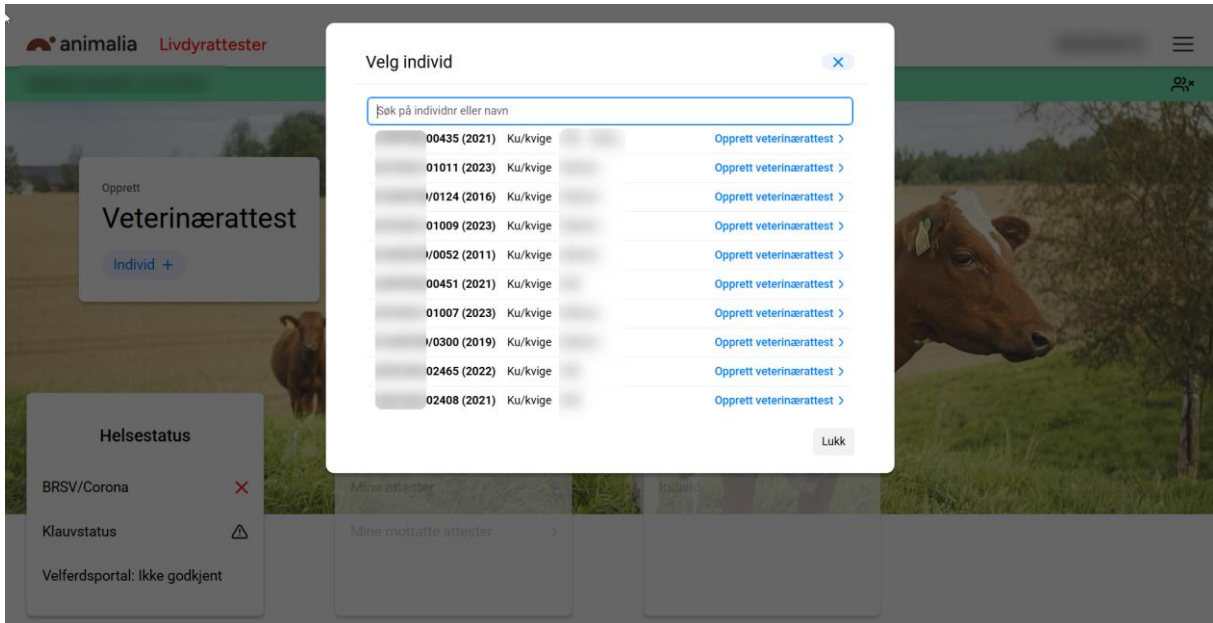 animalia Livdyrattester
Opprett
Veterinærattest
Individ +
Helsestatus
BRSV/Corona
Klauvstatus
Velferdsportal: Ikke godkjent
Velg individ
Søk på individnr eller navn
00435 (2021) Ku/kvige Opprett veterinærattest >
01011 (2023) Ku/kvige Opprett veterinærattest >
/0124 (2016) Ku/kvige Opprett veterinærattest >
01009 (2023) Ku/kvige Opprett veterinærattest >
/0052 (2011) Ku/kvige Opprett veterinærattest >
00451 (2021) Ku/kvige Opprett veterinærattest >
01007 (2023) Ku/kvige Opprett veterinærattest >
/0300 (2019) Ku/kvige Opprett veterinærattest >
02465 (2022) Ku/kvige Opprett veterinærattest >
02408 (2021) Ku/kvige Opprett veterinærattest >
Lukk
Mine attester
Mine mottatte attester >
Individ